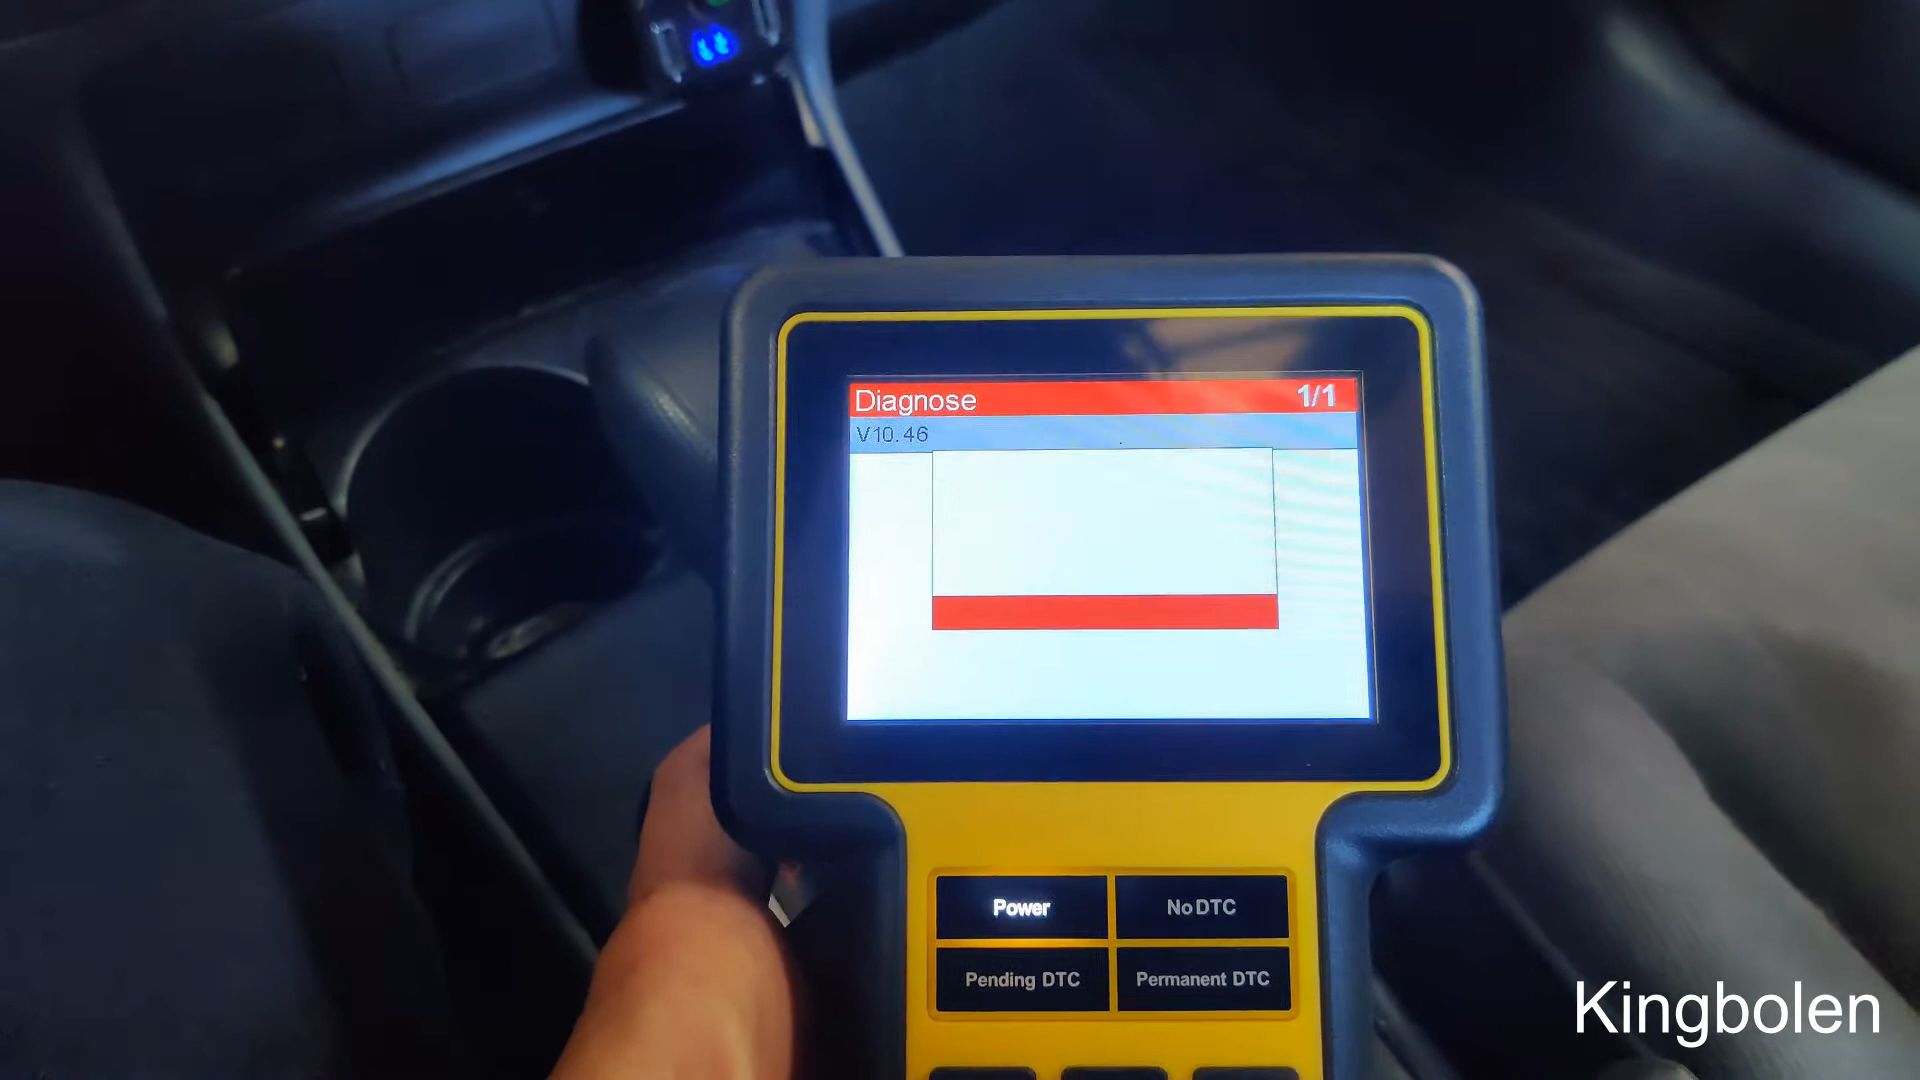 Diagnose 1/1
V10.46
Power
No DTC
Pending DTC
Permanent DTC
Kingbolen